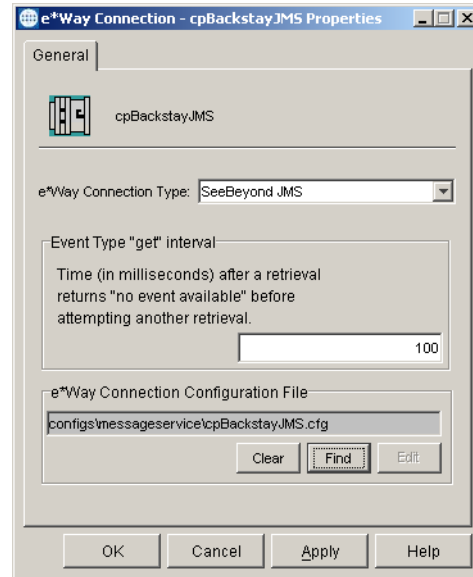 e*Way Connection - cpBackstayJMS Properties
General
cpBackstayJMS
e*Way Connection Type: SeeBeyond JMS
Event Type "get" interval
Time (in milliseconds) after a retrieval
returns "no event available" before
attempting another retrieval.
100
e*Way Connection Configuration File
configs\messageservice\cpBackstayJMS.cfg
Clear Find Edit
OK Cancel Apply Help